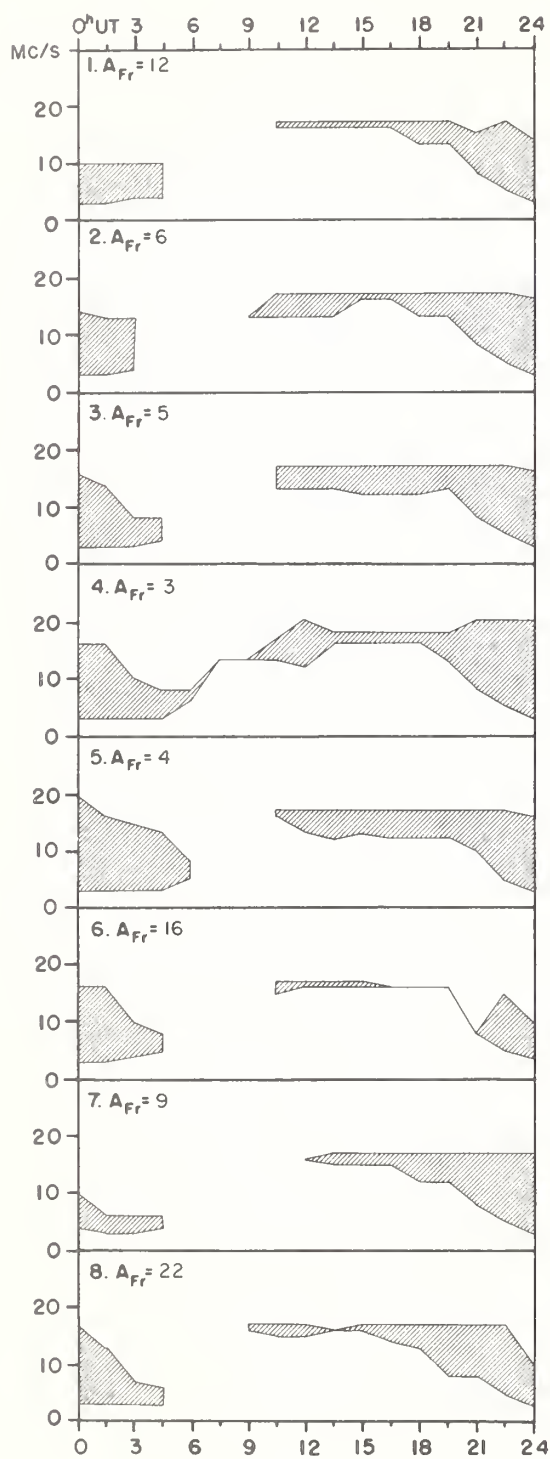 0ʰ UT 3 6 9 12 15 18 21 24
MC/S
1. A_Fr = 12
20
10
0
2. A_Fr = 6
20
10
0
3. A_Fr = 5
20
10
0
4. A_Fr = 3
20
10
0
5. A_Fr = 4
20
10
0
6. A_Fr = 16
20
10
0
7. A_Fr = 9
20
10
0
8. A_Fr = 22
20
10
0
0 3 6 9 12 15 18 21 24